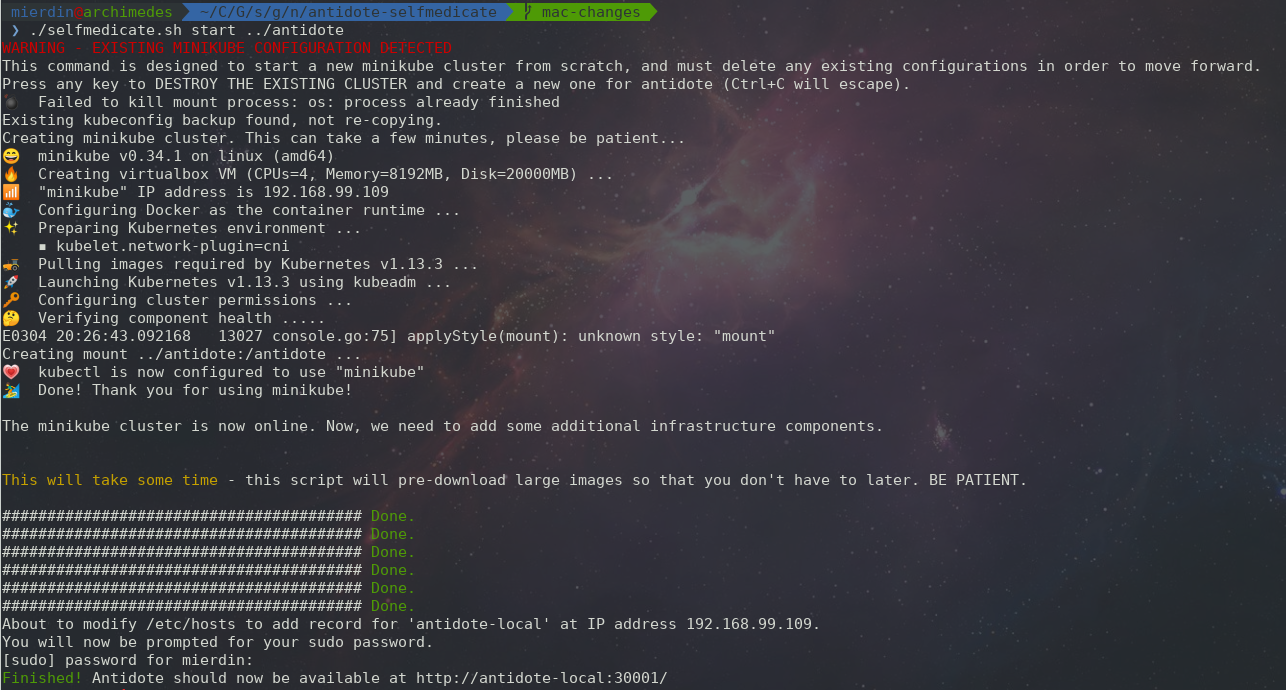 mierdin@archimedes ~/C/G/s/g/n/antidote-selfmedicate mac-changes
❯ ./selfmedicate.sh start ../antidote
WARNING - EXISTING MINIKUBE CONFIGURATION DETECTED
This command is designed to start a new minikube cluster from scratch, and must delete any existing configurations in order to move forward.
Press any key to DESTROY THE EXISTING CLUSTER and create a new one for antidote (Ctrl+C will escape).
💣  Failed to kill mount process: os: process already finished
Existing kubeconfig backup found, not re-copying.
Creating minikube cluster. This can take a few minutes, please be patient...
😄  minikube v0.34.1 on linux (amd64)
🔥  Creating virtualbox VM (CPUs=4, Memory=8192MB, Disk=20000MB) ...
📶  "minikube" IP address is 192.168.99.109
🐳  Configuring Docker as the container runtime ...
✨  Preparing Kubernetes environment ...
▪ kubelet.network-plugin=cni
🚜  Pulling images required by Kubernetes v1.13.3 ...
🚀  Launching Kubernetes v1.13.3 using kubeadm ...
🔑  Configuring cluster permissions ...
🤔  Verifying component health .....
E0304 20:26:43.092168   13027 console.go:75] applyStyle(mount): unknown style: "mount"
Creating mount ../antidote:/antidote ...
💗  kubectl is now configured to use "minikube"
🏄  Done! Thank you for using minikube!
The minikube cluster is now online. Now, we need to add some additional infrastructure components.
This will take some time - this script will pre-download large images so that you don't have to later. BE PATIENT.
######################################## Done.
######################################## Done.
######################################## Done.
######################################## Done.
######################################## Done.
######################################## Done.
About to modify /etc/hosts to add record for 'antidote-local' at IP address 192.168.99.109.
You will now be prompted for your sudo password.
[sudo] password for mierdin:
Finished! Antidote should now be available at http://antidote-local:30001/